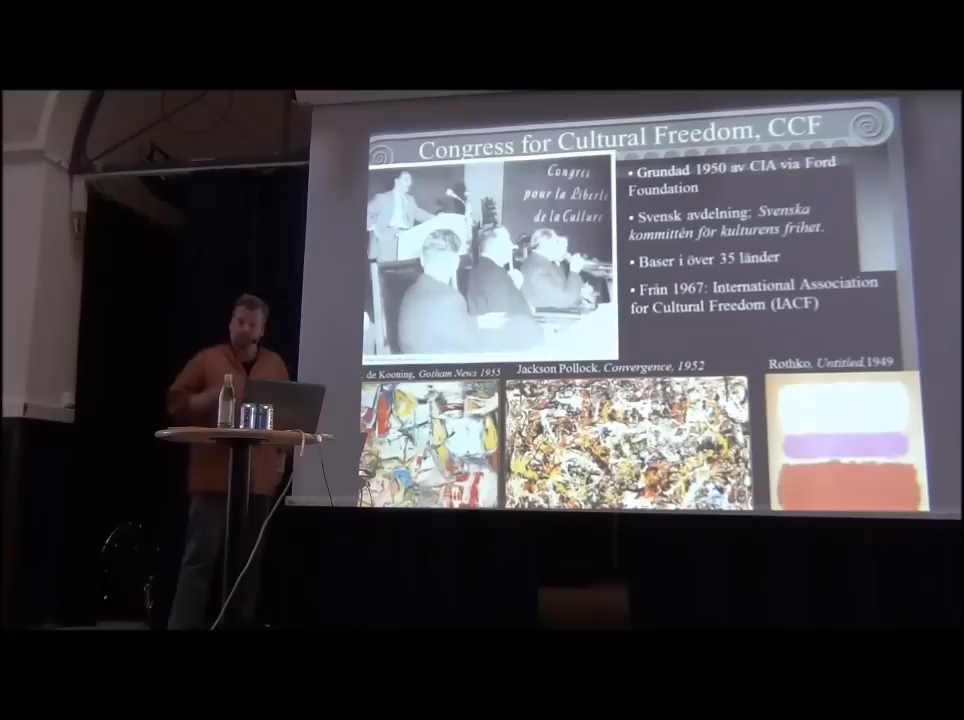 Congress for Cultural Freedom, CCF
Congres
pour la Liberte
de la Culture
• Grundad 1950 av CIA via Ford
Foundation
• Svensk avdelning: Svenska
kommittén för kulturens frihet.
• Baser i över 35 länder
• Från 1967: International Association
for Cultural Freedom (IACF)
de Kooning, Gotham News 1955
Jackson Pollock. Convergence, 1952
Rothko, Untitled,1949